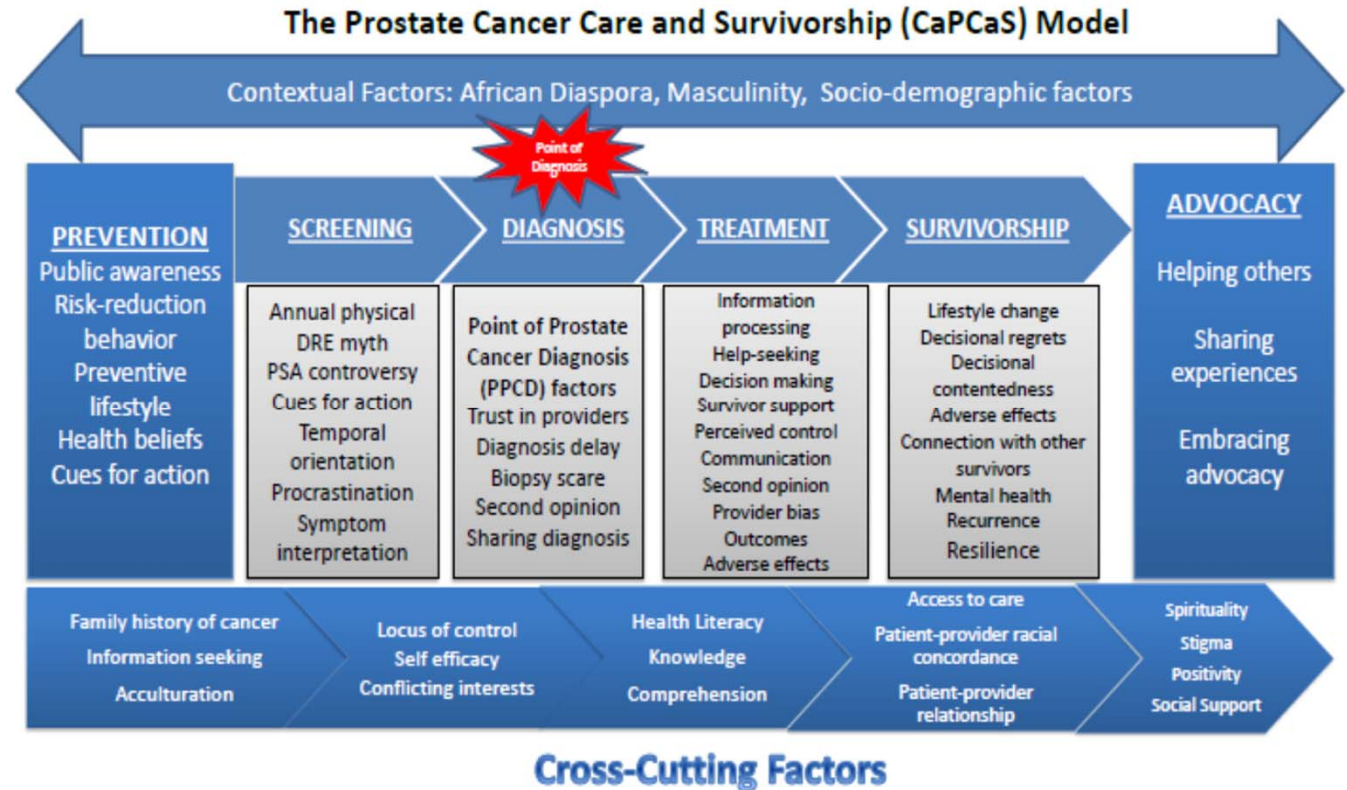 The Prostate Cancer Care and Survivorship (CaPCaS) Model
Contextual Factors: African Diaspora, Masculinity, Socio-demographic factors
Point of
Diagnosis
PREVENTION
Public awareness
Risk-reduction
behavior
Preventive
lifestyle
Health beliefs
Cues for action
SCREENING
Annual physical
DRE myth
PSA controversy
Cues for action
Temporal
orientation
Procrastination
Symptom
interpretation
DIAGNOSIS
Point of Prostate
Cancer Diagnosis
(PPCD) factors
Trust in providers
Diagnosis delay
Biopsy scare
Second opinion
Sharing diagnosis
TREATMENT
Information
processing
Help-seeking
Decision making
Survivor support
Perceived control
Communication
Second opinion
Provider bias
Outcomes
Adverse effects
SURVIVORSHIP
Lifestyle change
Decisional regrets
Decisional
contentedness
Adverse effects
Connection with other
survivors
Mental health
Recurrence
Resilience
ADVOCACY
Helping others
Sharing
experiences
Embracing
advocacy
Family history of cancer
Information seeking
Acculturation
Locus of control
Self efficacy
Conflicting interests
Health Literacy
Knowledge
Comprehension
Access to care
Patient-provider racial
concordance
Patient-provider
relationship
Spirituality
Stigma
Positivity
Social Support
Cross-Cutting Factors